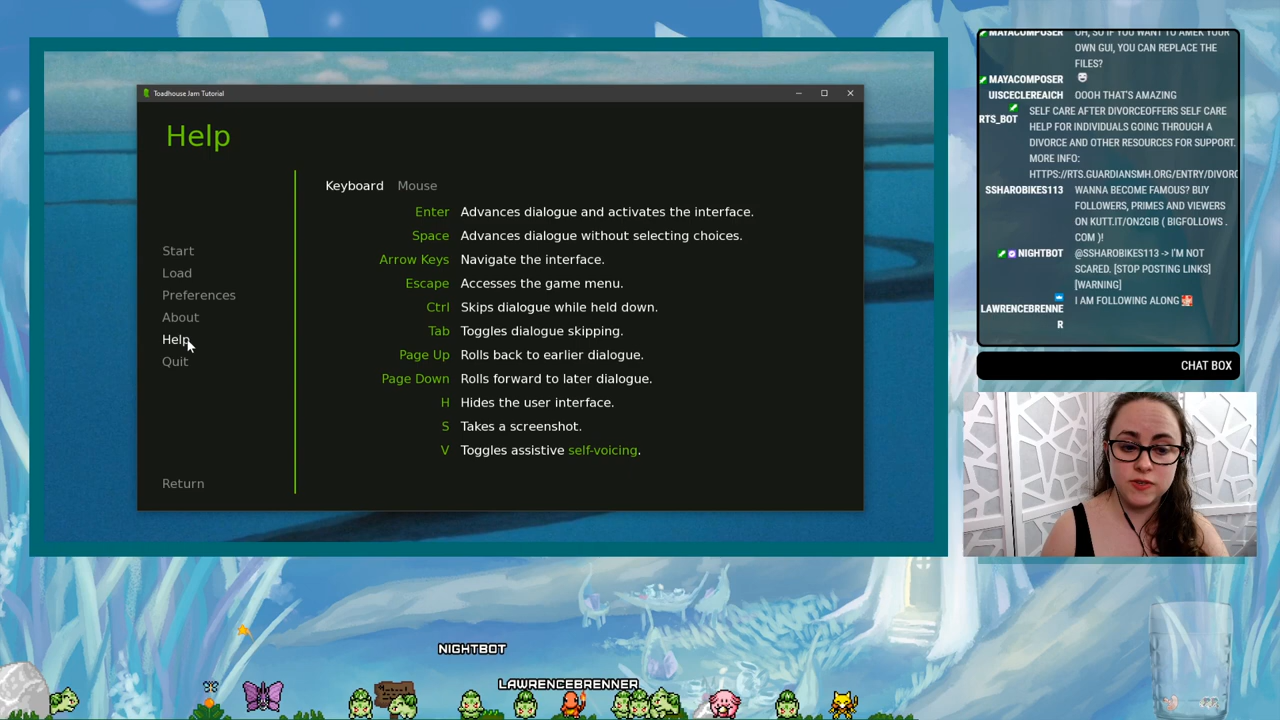 Toadhouse Jam Tutorial
Help
Start
Load
Preferences
About
Help
Quit
Return
Keyboard Mouse
Enter Advances dialogue and activates the interface.
Space Advances dialogue without selecting choices.
Arrow Keys Navigate the interface.
Escape Accesses the game menu.
Ctrl Skips dialogue while held down.
Tab Toggles dialogue skipping.
Page Up Rolls back to earlier dialogue.
Page Down Rolls forward to later dialogue.
H Hides the user interface.
S Takes a screenshot.
V Toggles assistive self-voicing.
MAYACOMPOSER OH, SO IF YOU WANT TO AMEK YOUR
OWN GUI, YOU CAN REPLACE THE
FILES?
MAYACOMPOSER
UISCECLEREAICH OOOH THAT'S AMAZING
RTS_BOT SELF CARE AFTER DIVORCEOFFERS SELF CARE
HELP FOR INDIVIDUALS GOING THROUGH A
DIVORCE AND OTHER RESOURCES FOR SUPPORT.
MORE INFO:
HTTPS://RTS.GUARDIANSMH.ORG/ENTRY/DIVORC
SSHAROBIKES113 WANNA BECOME FAMOUS? BUY
FOLLOWERS, PRIMES AND VIEWERS
ON KUTT.IT/ON2GIB ( BIGFOLLOWS .
COM )!
NIGHTBOT @SSHAROBIKES113 -> I'M NOT
SCARED. [STOP POSTING LINKS]
[WARNING]
LAWRENCEBRENNE
R I AM FOLLOWING ALONG
CHAT BOX
NIGHTBOT
LAWRENCEBRENNER